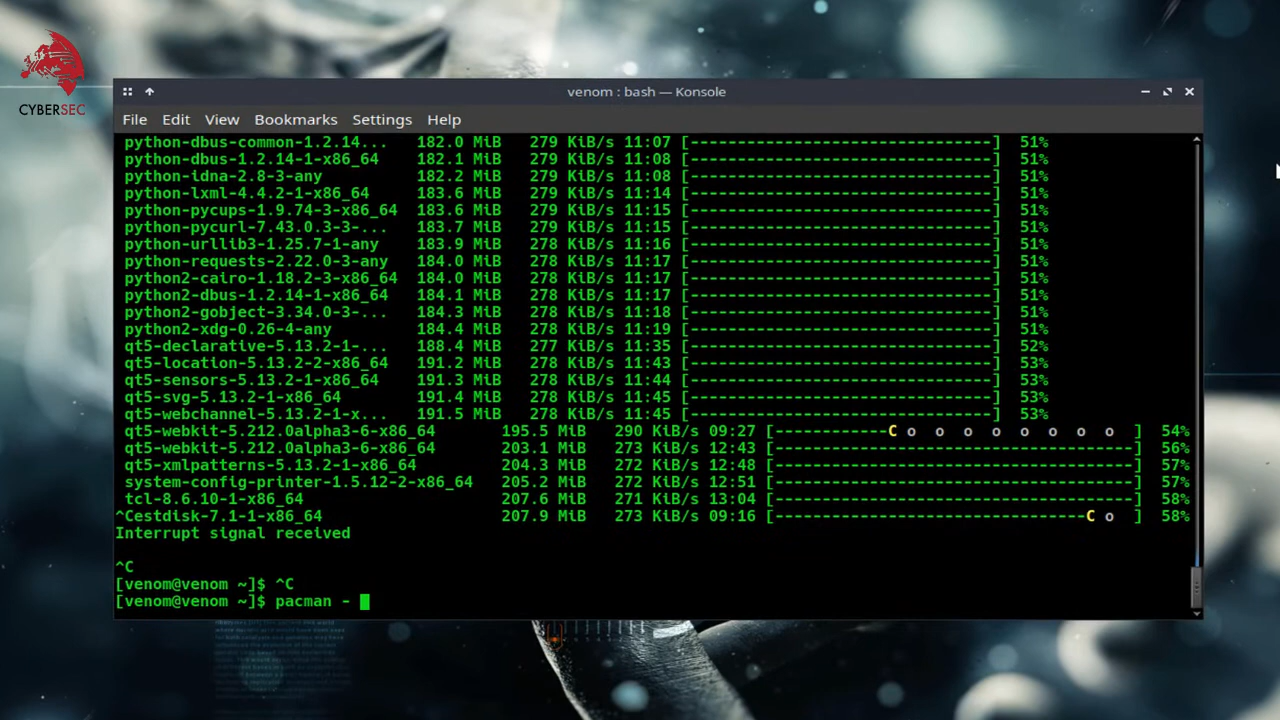 CYBERSEC
venom : bash — Konsole
File Edit View Bookmarks Settings Help
python-dbus-common-1.2.14... 182.0 MiB 279 KiB/s 11:07 [---------------------------------] 51%
python-dbus-1.2.14-1-x86_64 182.1 MiB 279 KiB/s 11:08 [---------------------------------] 51%
python-idna-2.8-3-any 182.2 MiB 279 KiB/s 11:08 [---------------------------------] 51%
python-lxml-4.4.2-1-x86_64 183.6 MiB 279 KiB/s 11:14 [---------------------------------] 51%
python-pycups-1.9.74-3-x86_64 183.6 MiB 279 KiB/s 11:15 [---------------------------------] 51%
python-pycurl-7.43.0.3-3-... 183.7 MiB 279 KiB/s 11:15 [---------------------------------] 51%
python-urllib3-1.25.7-1-any 183.9 MiB 278 KiB/s 11:16 [---------------------------------] 51%
python-requests-2.22.0-3-any 184.0 MiB 278 KiB/s 11:17 [---------------------------------] 51%
python2-cairo-1.18.2-3-x86_64 184.0 MiB 278 KiB/s 11:17 [---------------------------------] 51%
python2-dbus-1.2.14-1-x86_64 184.1 MiB 278 KiB/s 11:17 [---------------------------------] 51%
python2-gobject-3.34.0-3-... 184.3 MiB 278 KiB/s 11:18 [---------------------------------] 51%
python2-xdg-0.26-4-any 184.4 MiB 278 KiB/s 11:19 [---------------------------------] 51%
qt5-declarative-5.13.2-1-... 188.4 MiB 277 KiB/s 11:35 [---------------------------------] 52%
qt5-location-5.13.2-2-x86_64 191.2 MiB 278 KiB/s 11:43 [---------------------------------] 53%
qt5-sensors-5.13.2-1-x86_64 191.3 MiB 278 KiB/s 11:44 [---------------------------------] 53%
qt5-svg-5.13.2-1-x86_64 191.4 MiB 278 KiB/s 11:45 [---------------------------------] 53%
qt5-webchannel-5.13.2-1-x... 191.5 MiB 278 KiB/s 11:45 [---------------------------------] 53%
qt5-webkit-5.212.0alpha3-6-x86_64 195.5 MiB 290 KiB/s 09:27 [------------C o o o o o o o o ] 54%
qt5-webkit-5.212.0alpha3-6-x86_64 203.1 MiB 273 KiB/s 12:43 [--------------------------------------] 56%
qt5-xmlpatterns-5.13.2-1-x86_64 204.3 MiB 272 KiB/s 12:48 [--------------------------------------] 57%
system-config-printer-1.5.12-2-x86_64 205.2 MiB 272 KiB/s 12:51 [--------------------------------------] 57%
tcl-8.6.10-1-x86_64 207.6 MiB 271 KiB/s 13:04 [--------------------------------------] 58%
^Cestdisk-7.1-1-x86_64 207.9 MiB 273 KiB/s 09:16 [---------------------------------C o ] 58%
Interrupt signal received
^C
[venom@venom ~]$ ^C
[venom@venom ~]$ pacman -